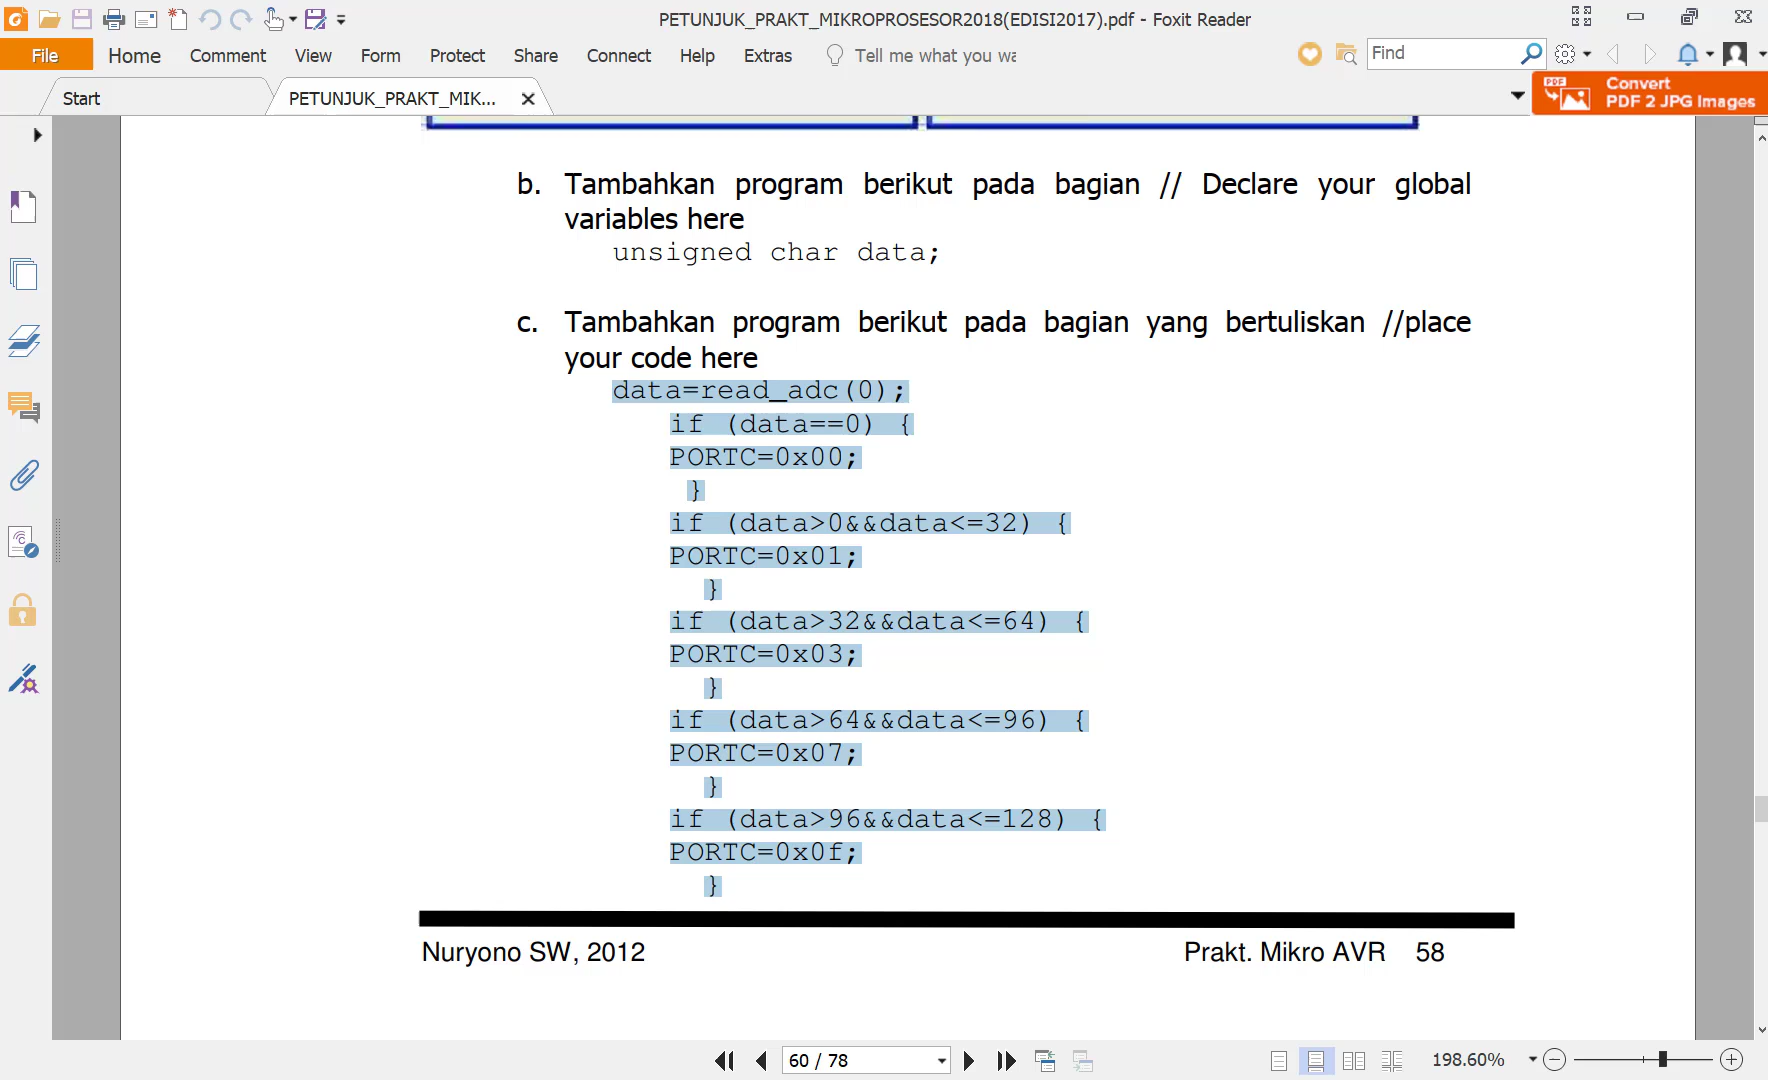 PETUNJUK_PRAKT_MIKROPROSESOR2018(EDISI2017).pdf - Foxit Reader
File Home Comment View Form Protect Share Connect Help Extras Tell me what you wa Find
Start PETUNJUK_PRAKT_MIK...
PDF Convert
PDF 2 JPG Images
b. Tambahkan program berikut pada bagian // Declare your global
variables here
unsigned char data;
c. Tambahkan program berikut pada bagian yang bertuliskan //place
your code here
data=read_adc(0);
if (data==0) {
PORTC=0x00;
}
if (data>0&&data<=32) {
PORTC=0x01;
}
if (data>32&&data<=64) {
PORTC=0x03;
}
if (data>64&&data<=96) {
PORTC=0x07;
}
if (data>96&&data<=128) {
PORTC=0x0f;
}
Nuryono SW, 2012 Prakt. Mikro AVR 58
60 / 78 198.60%